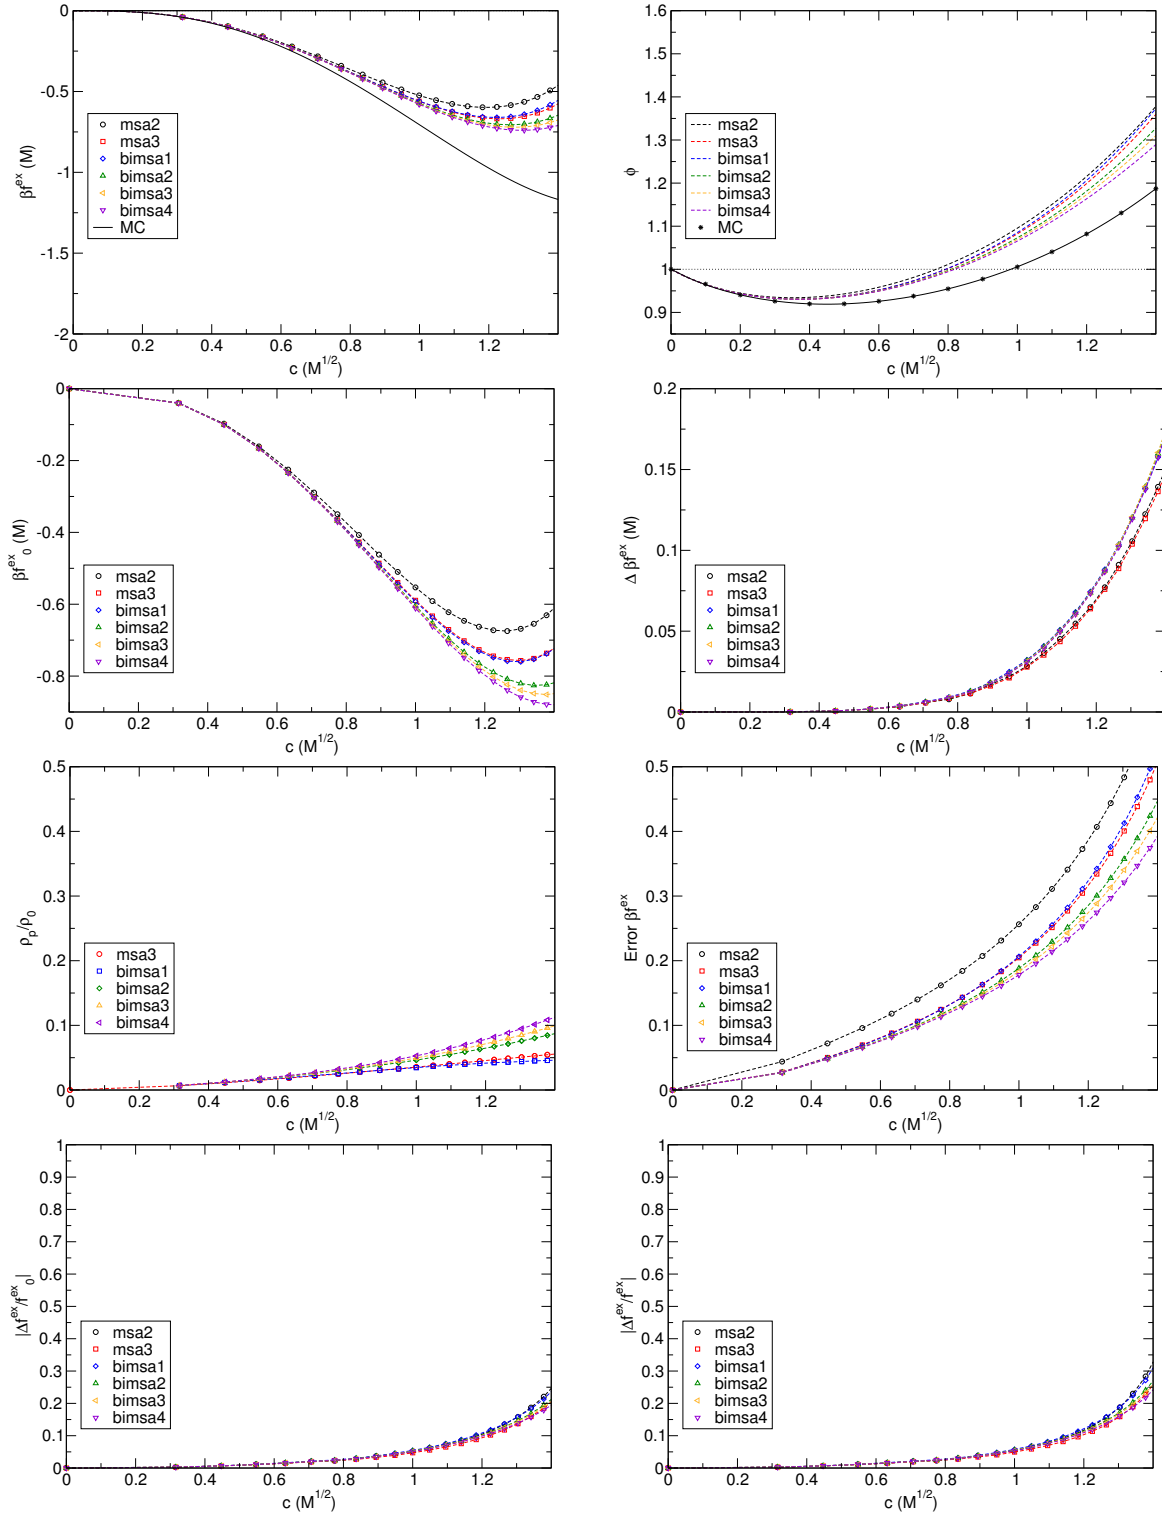 0
-0.5
-1
-1.5
-2
βf^ex (M)
msa2
msa3
bimsa1
bimsa2
bimsa3
bimsa4
MC
0 0.2 0.4 0.6 0.8 1 1.2
c (M^1/2)
1.6
1.5
1.4
1.3
1.2
1.1
1
0.9
ϕ
msa2
msa3
bimsa1
bimsa2
bimsa3
bimsa4
MC
0 0.2 0.4 0.6 0.8 1 1.2
c (M^1/2)
0
-0.2
-0.4
-0.6
-0.8
βf^ex_0 (M)
msa2
msa3
bimsa1
bimsa2
bimsa3
bimsa4
0 0.2 0.4 0.6 0.8 1 1.2
c (M^1/2)
0.2
0.15
0.1
0.05
0
Δ βf^ex (M)
msa2
msa3
bimsa1
bimsa2
bimsa3
bimsa4
0 0.2 0.4 0.6 0.8 1 1.2
c (M^1/2)
0.5
0.4
0.3
0.2
0.1
0
ρ_p/ρ_0
msa3
bimsa1
bimsa2
bimsa3
bimsa4
0 0.2 0.4 0.6 0.8 1 1.2
c (M^1/2)
0.5
0.4
0.3
0.2
0.1
0
Error βf^ex
msa2
msa3
bimsa1
bimsa2
bimsa3
bimsa4
0 0.2 0.4 0.6 0.8 1 1.2
c (M^1/2)
1
0.9
0.8
0.7
0.6
0.5
0.4
0.3
0.2
0.1
0
|Δf^ex/f^ex_0|
msa2
msa3
bimsa1
bimsa2
bimsa3
bimsa4
0 0.2 0.4 0.6 0.8 1 1.2
c (M^1/2)
1
0.9
0.8
0.7
0.6
0.5
0.4
0.3
0.2
0.1
0
|Δf^ex/f^ex|
msa2
msa3
bimsa1
bimsa2
bimsa3
bimsa4
0 0.2 0.4 0.6 0.8 1 1.2
c (M^1/2)